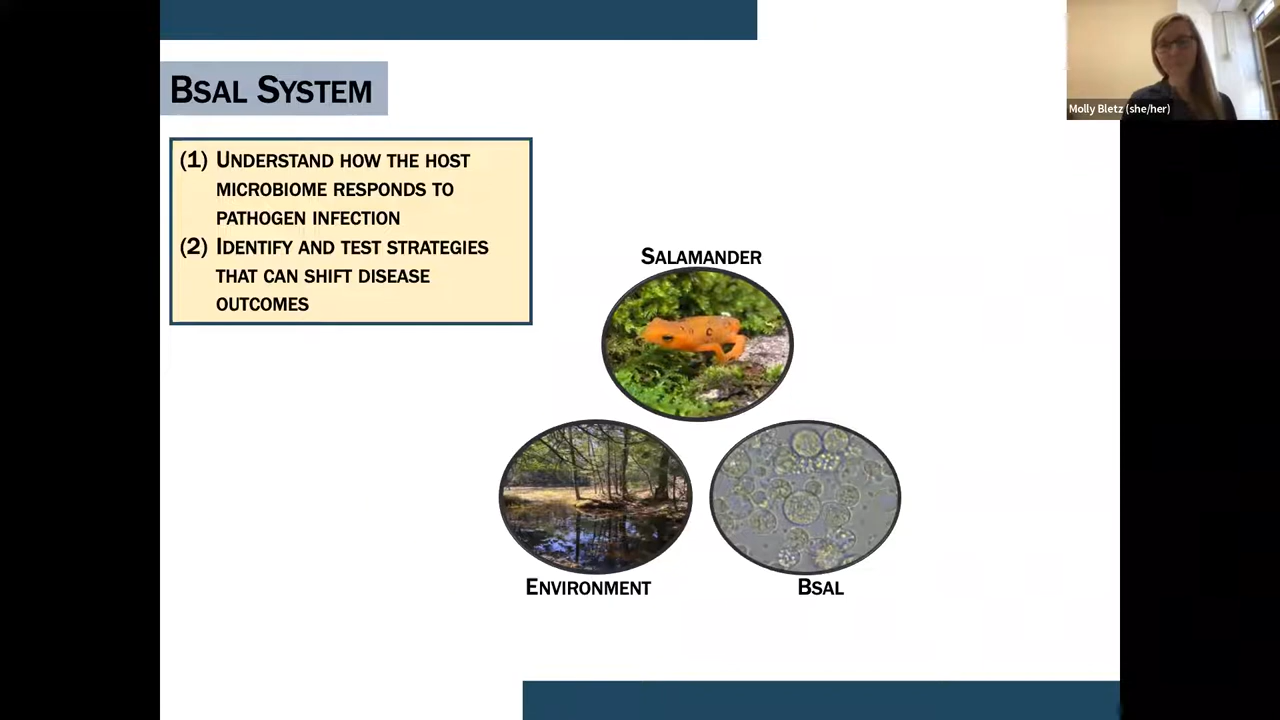 BSAL SYSTEM
(1) UNDERSTAND HOW THE HOST
MICROBIOME RESPONDS TO
PATHOGEN INFECTION
(2) IDENTIFY AND TEST STRATEGIES
THAT CAN SHIFT DISEASE
OUTCOMES
SALAMANDER
ENVIRONMENT
BSAL
Molly Bletz (she/her)